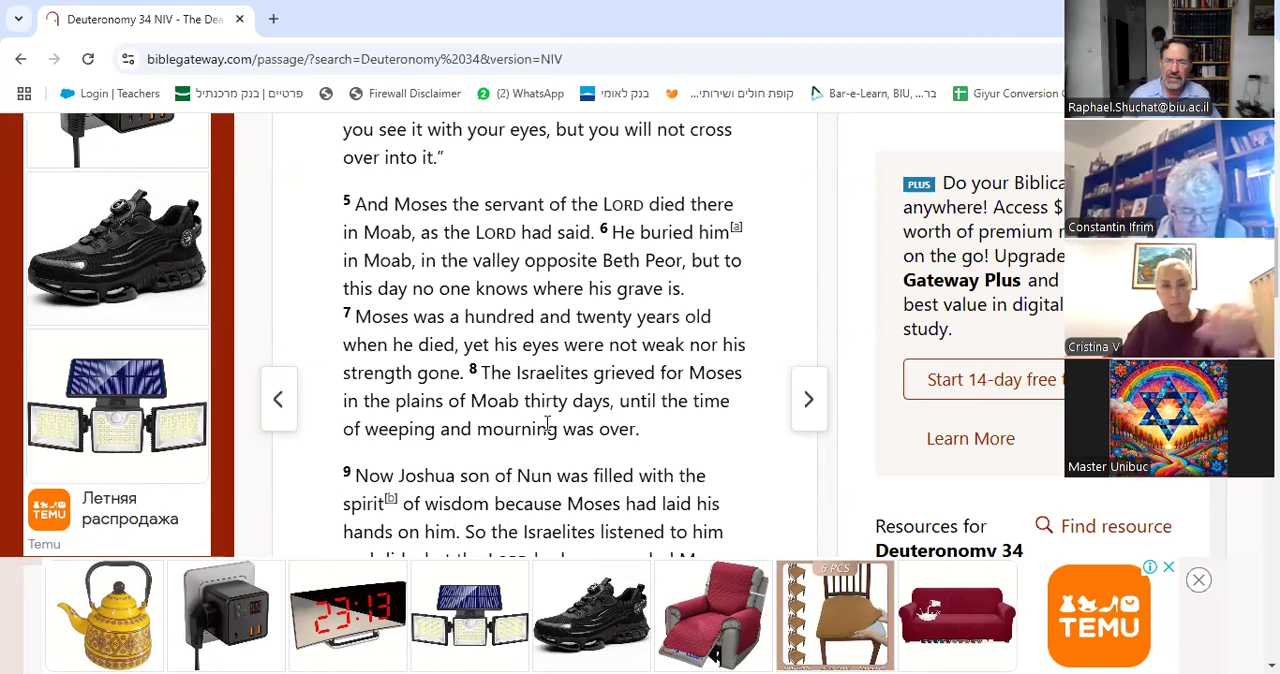 Deuteronomy 34 NIV - The Dea
biblegateway.com/passage/?search=Deuteronomy%2034&version=NIV
Login | Teachers
פרטיים | בנק מרכנתיל
Firewall Disclaimer
(2) WhatsApp
בנק לאומי
קופת חולים ושירותי...
Bar-e-Learn, BIU, ...בר
Giyur Conversion C
you see it with your eyes, but you will not cross
over into it.”
5 And Moses the servant of the LORD died there
in Moab, as the LORD had said. 6 He buried him[a]
in Moab, in the valley opposite Beth Peor, but to
this day no one knows where his grave is.
7 Moses was a hundred and twenty years old
when he died, yet his eyes were not weak nor his
strength gone. 8 The Israelites grieved for Moses
in the plains of Moab thirty days, until the time
of weeping and mourning was over.
9 Now Joshua son of Nun was filled with the
spirit[b] of wisdom because Moses had laid his
hands on him. So the Israelites listened to him
PLUS Do your Biblica
anywhere! Access $
worth of premium r
on the go! Upgrade
Gateway Plus and
best value in digital
study.
Start 14-day free t
Learn More
Resources for
Deuteronomy 34
Find resource
Raphael.Shuchat@biu.ac.il
Constantin Ifrim
Cristina V
Master Unibuc
TEMU
Летняя
распродажа
Temu
23:13
6 PCS
TEMU